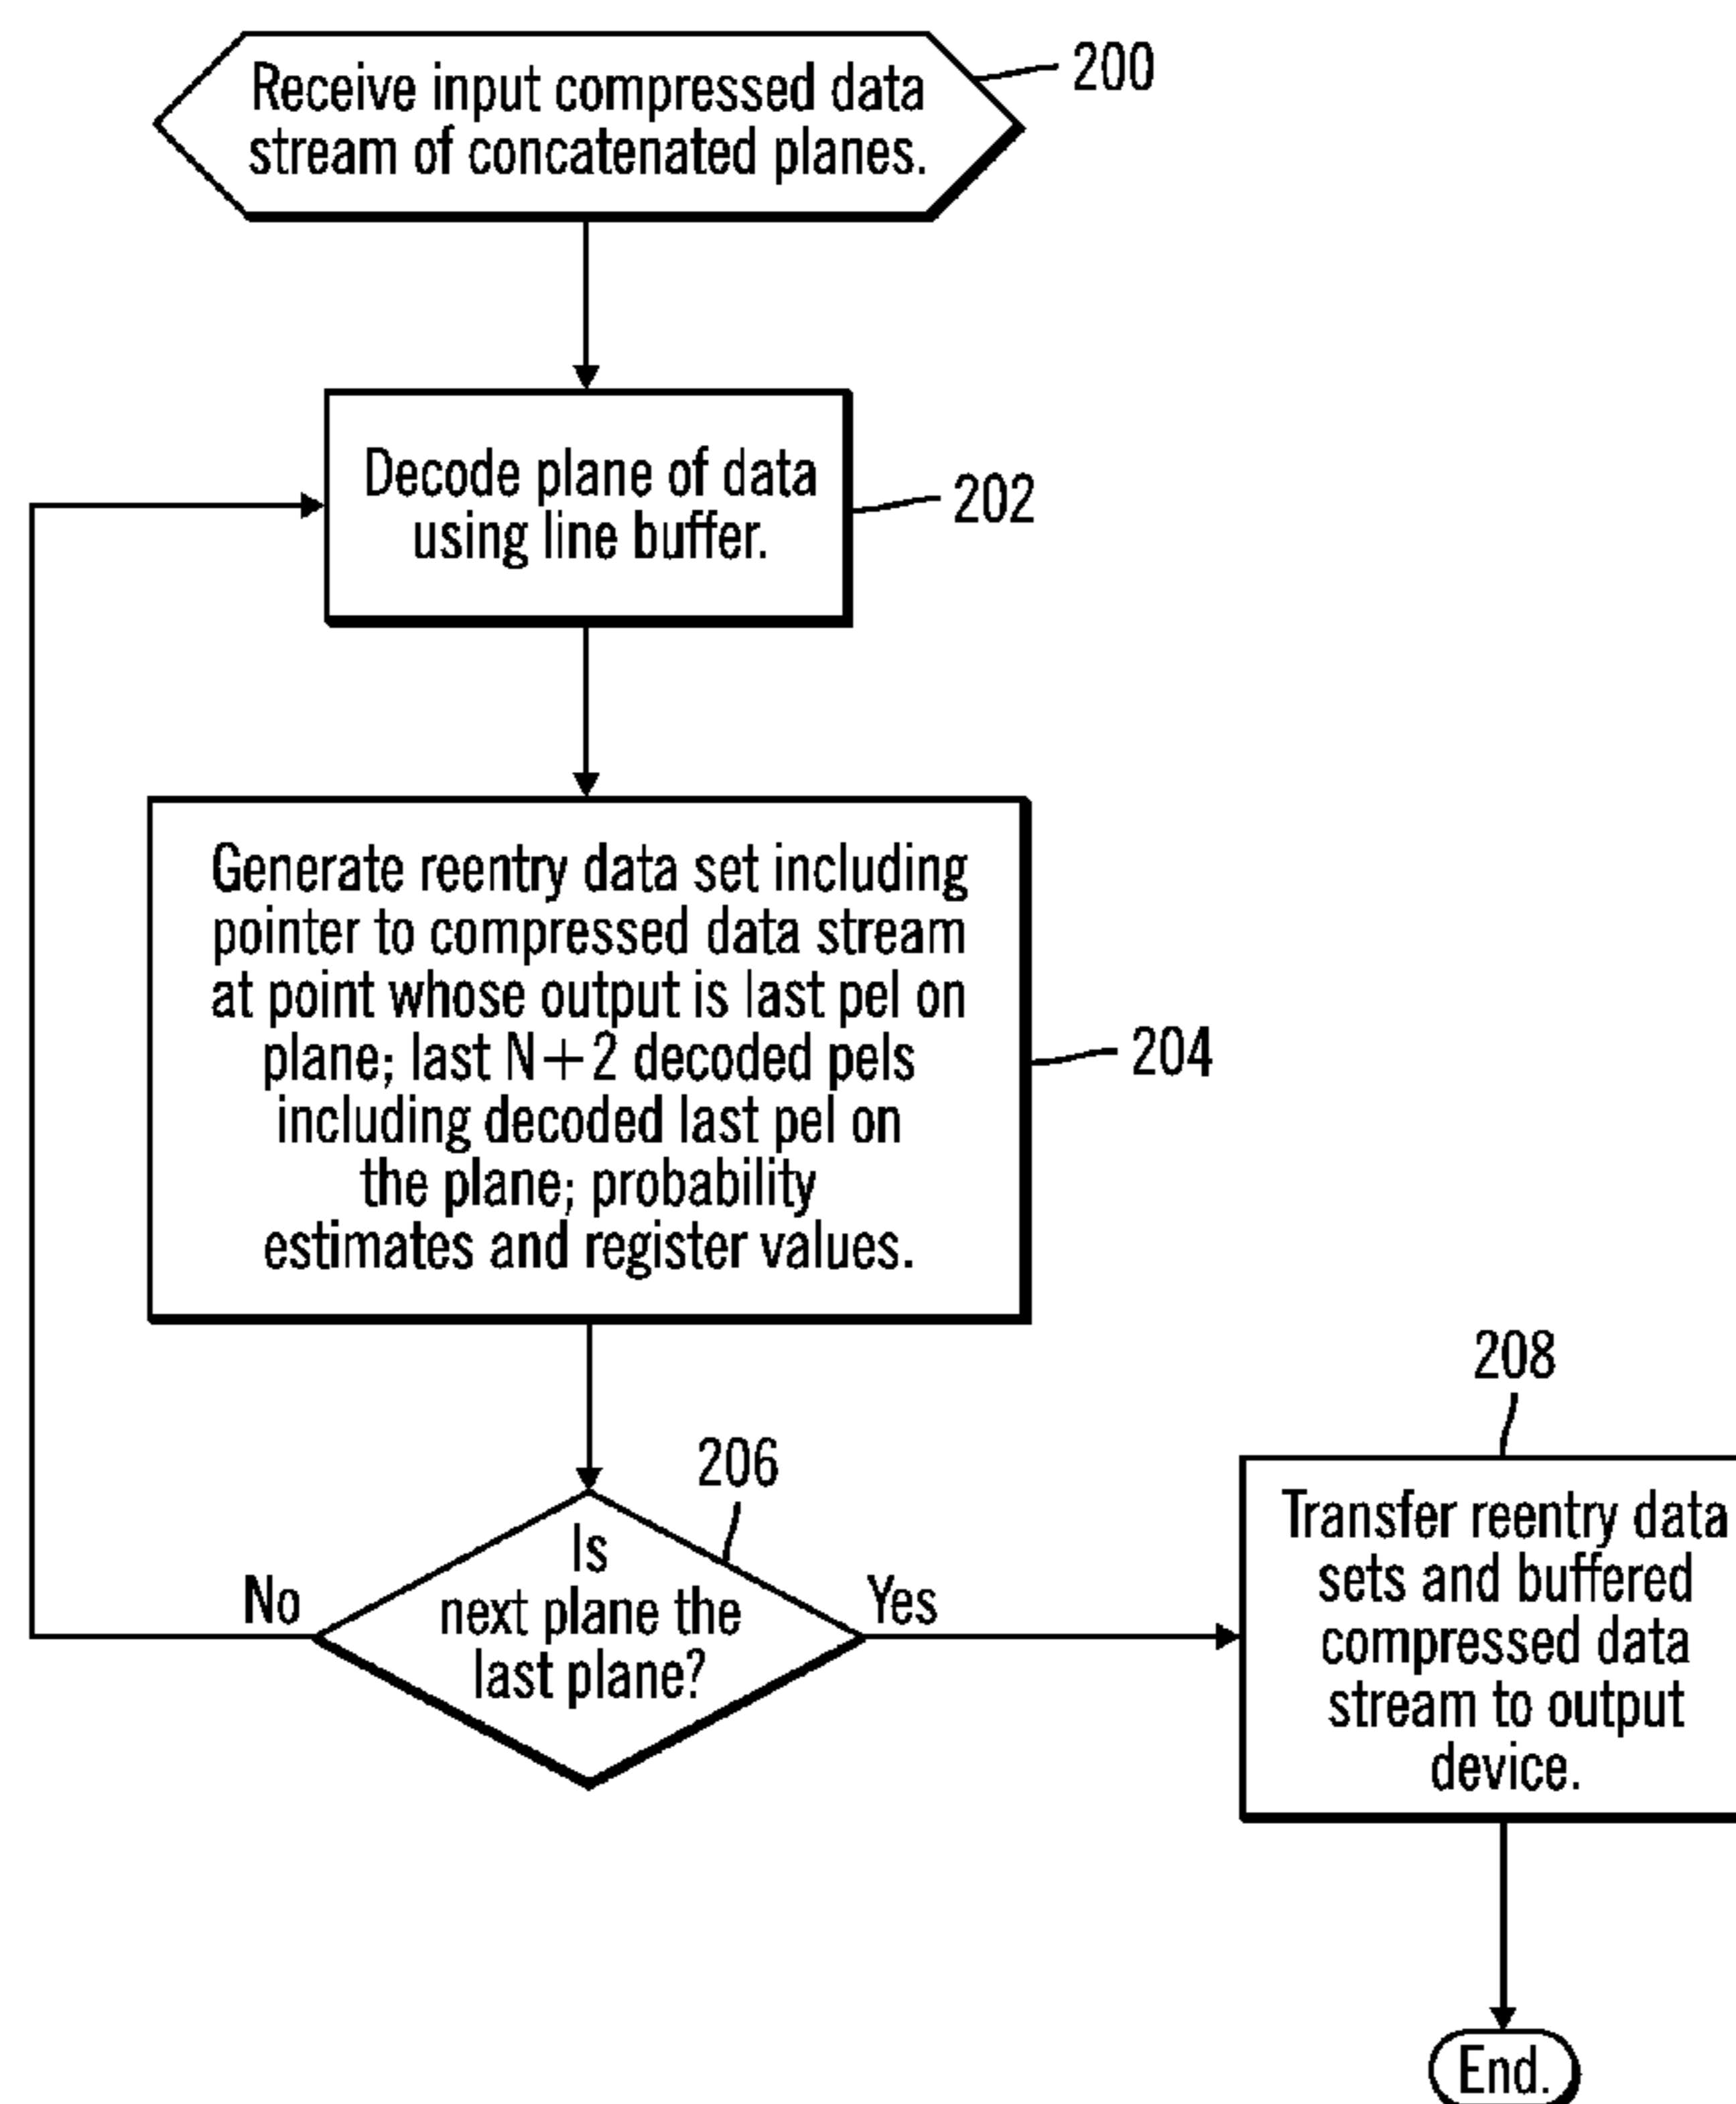 Receive input compressed data
stream of concatenated planes.
200
Decode plane of data
using line buffer.
202
Generate reentry data set including
pointer to compressed data stream
at point whose output is last pel on
plane; last N+2 decoded pels
including decoded last pel on
the plane; probability
estimates and register values.
204
206
Is
next plane the
last plane?
No
Yes
208
Transfer reentry data
sets and buffered
compressed data
stream to output
device.
End.